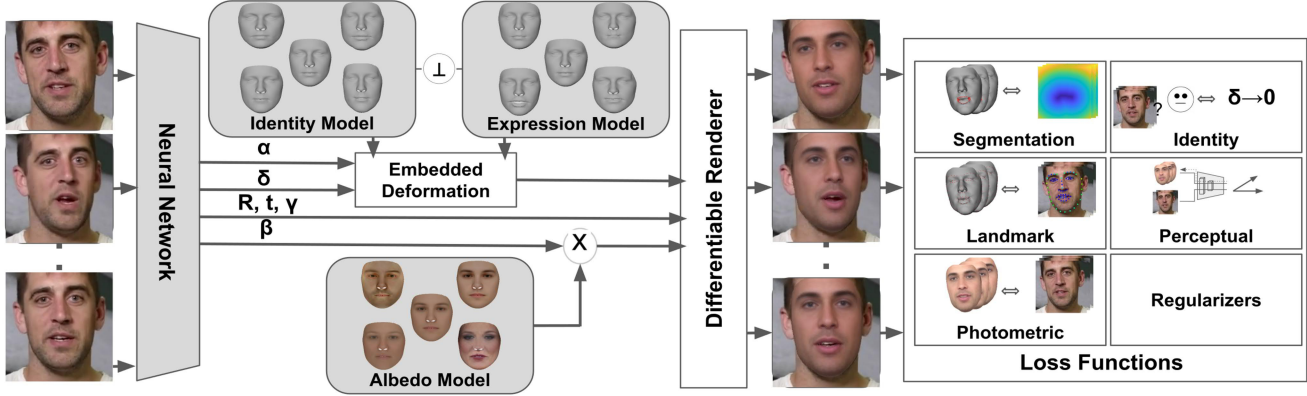 Neural Network
Identity Model
⊥
Expression Model
α
δ
R, t, γ
β
Embedded
Deformation
X
Albedo Model
Differentiable Renderer
Segmentation
?
δ→0
Identity
Landmark
Perceptual
Photometric
Regularizers
Loss Functions